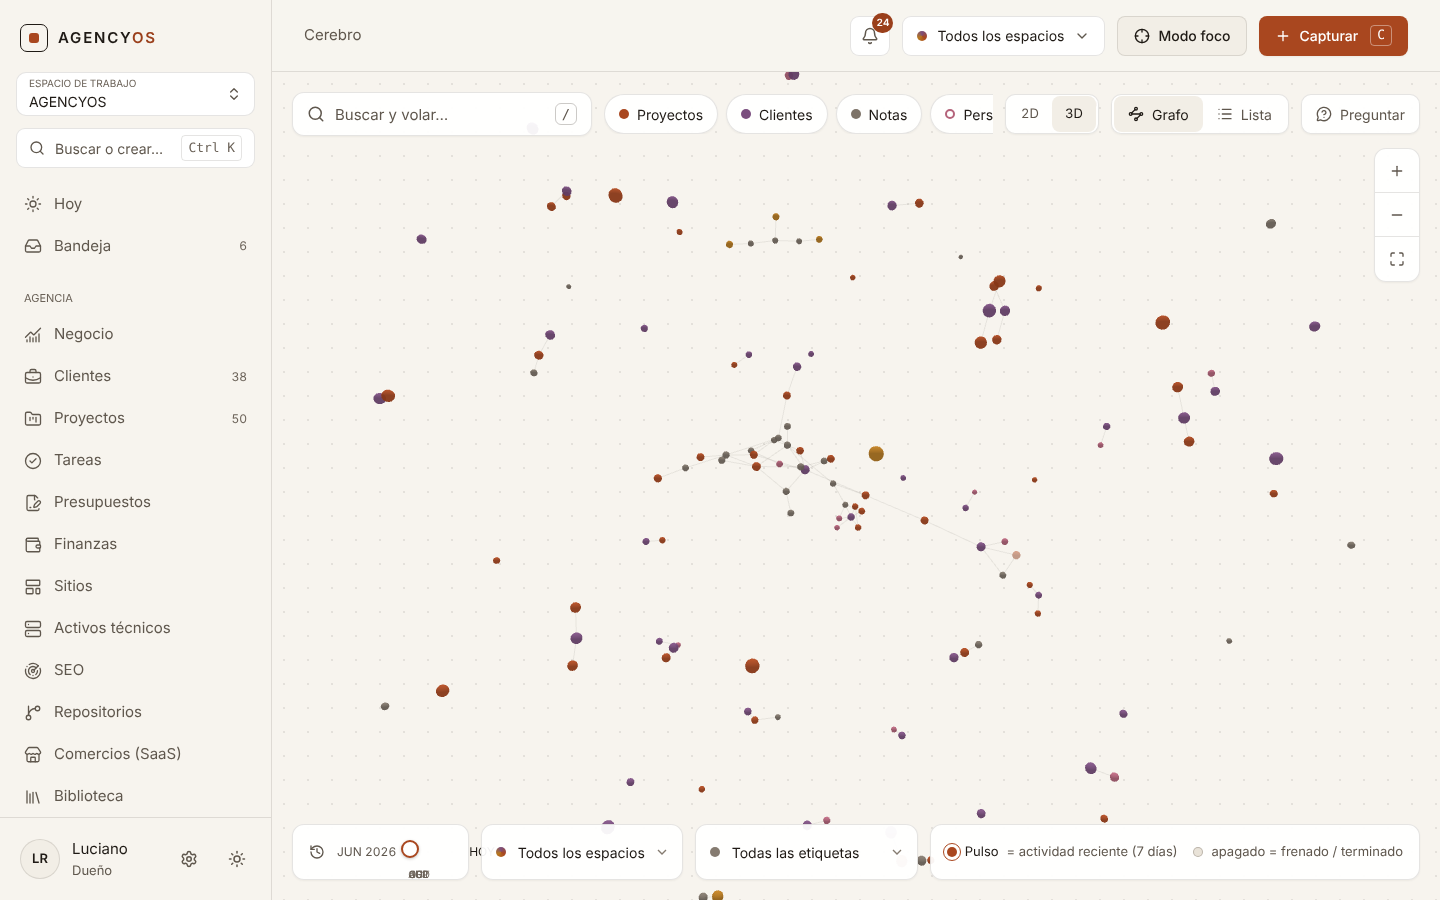 AGENCYOS
ESPACIO DE TRABAJO
AGENCYOS
Buscar o crear... Ctrl K
Hoy
Bandeja 6
AGENCIA
Negocio
Clientes 38
Proyectos 50
Tareas
Presupuestos
Finanzas
Sitios
Activos técnicos
SEO
Repositorios
Comercios (SaaS)
Biblioteca
LR
Luciano
Dueño
Cerebro
24
Todos los espacios
Modo foco
Capturar C
Buscar y volar... /
Proyectos
Clientes
Notas
Pers
2D 3D
Grafo
Lista
Preguntar
JUN 2026
Todos los espacios
Todas las etiquetas
Pulso = actividad reciente (7 días)
apagado = frenado / terminado